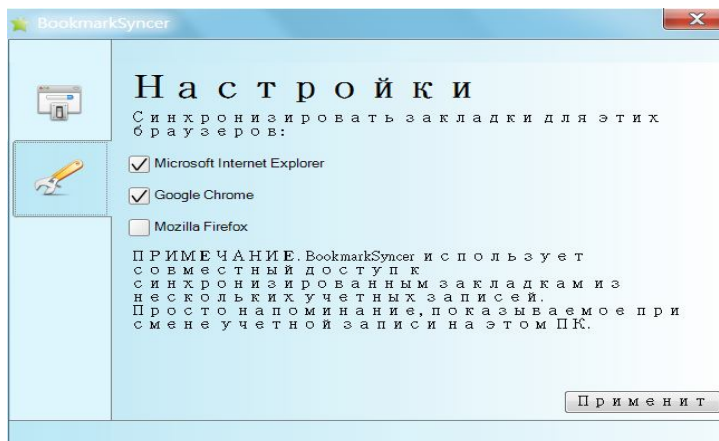 BookmarkSyncer
Настройки
Синхронизировать закладки для этих
браузеров:
Microsoft Internet Explorer
Google Chrome
Mozilla Firefox
ПРИМЕЧАНИЕ. BookmarkSyncer использует
совместный доступ к
синхронизированным закладкам из
нескольких учетных записей.
Просто напоминание, показываемое при
смене учетной записи на этом ПК.
Применит